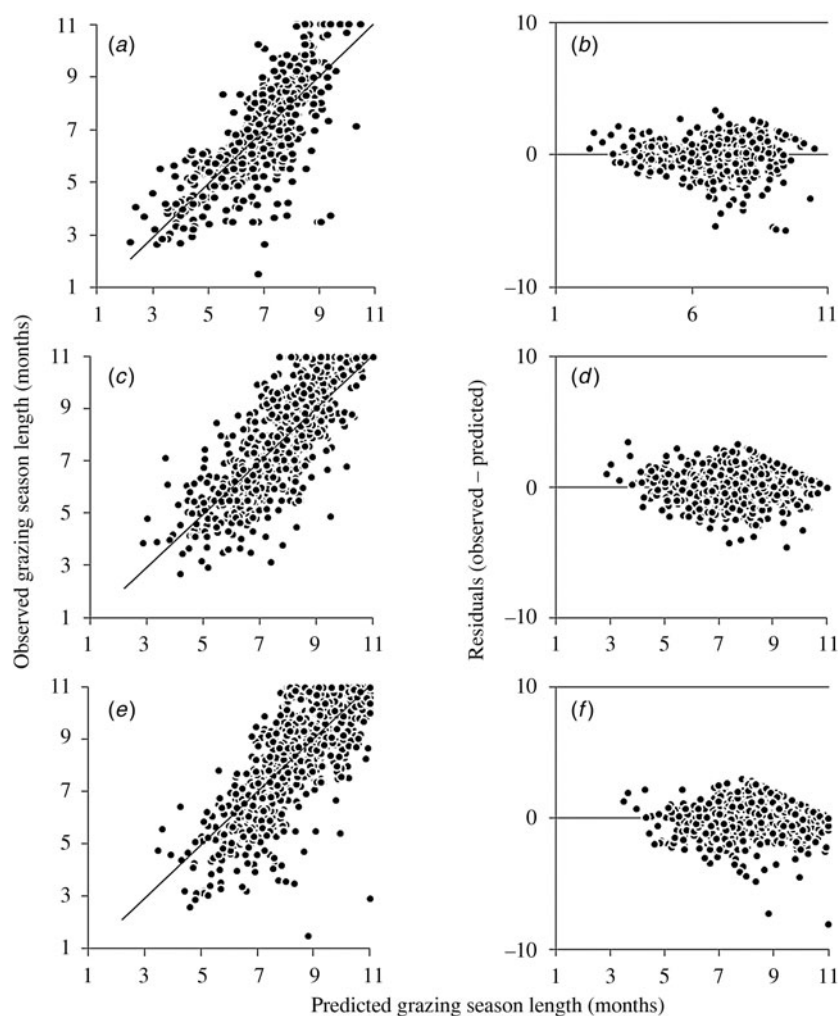 11
(a)
9
7
5
3
1
1 3 5 7 9 11
10
(b)
0
–10
1 6 11
11
(c)
9
7
5
3
1
1 3 5 7 9 11
10
(d)
0
–10
1 3 5 7 9 11
11
(e)
9
7
5
3
1
1 3 5 7 9 11
10
(f)
0
–10
1 3 5 7 9 11
Observed grazing season length (months)
Residuals (observed – predicted)
Predicted grazing season length (months)